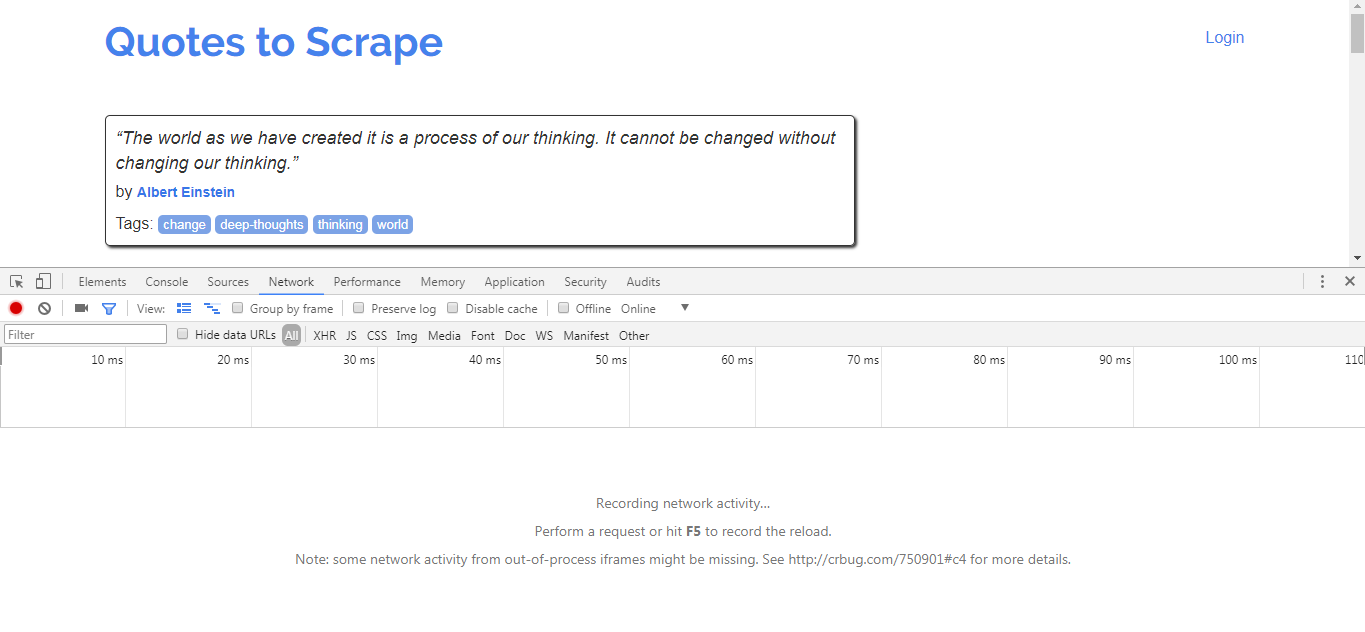 Quotes to Scrape
Login
“The world as we have created it is a process of our thinking. It cannot be changed without
changing our thinking.”
by Albert Einstein
Tags: change deep-thoughts thinking world
Elements Console Sources Network Performance Memory Application Security Audits
View: Group by frame Preserve log Disable cache Offline Online
Filter Hide data URLs All XHR JS CSS Img Media Font Doc WS Manifest Other
10 ms 20 ms 30 ms 40 ms 50 ms 60 ms 70 ms 80 ms 90 ms 100 ms 110
Recording network activity...
Perform a request or hit F5 to record the reload.
Note: some network activity from out-of-process iframes might be missing. See http://crbug.com/750901#c4 for more details.